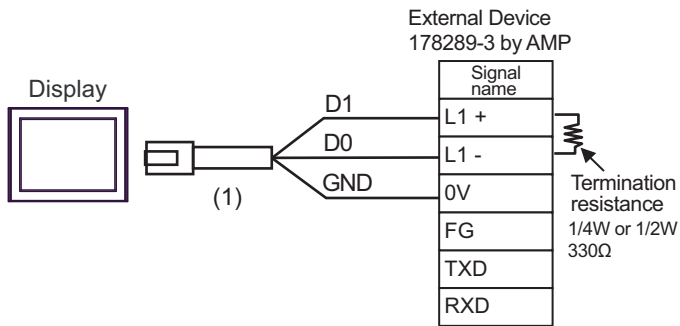 External Device
178289-3 by AMP
Display
Signal
name
D1
L1 +
D0
L1 -
GND
0V
(1)
Termination
resistance
1/4W or 1/2W
330Ω
FG
TXD
RXD